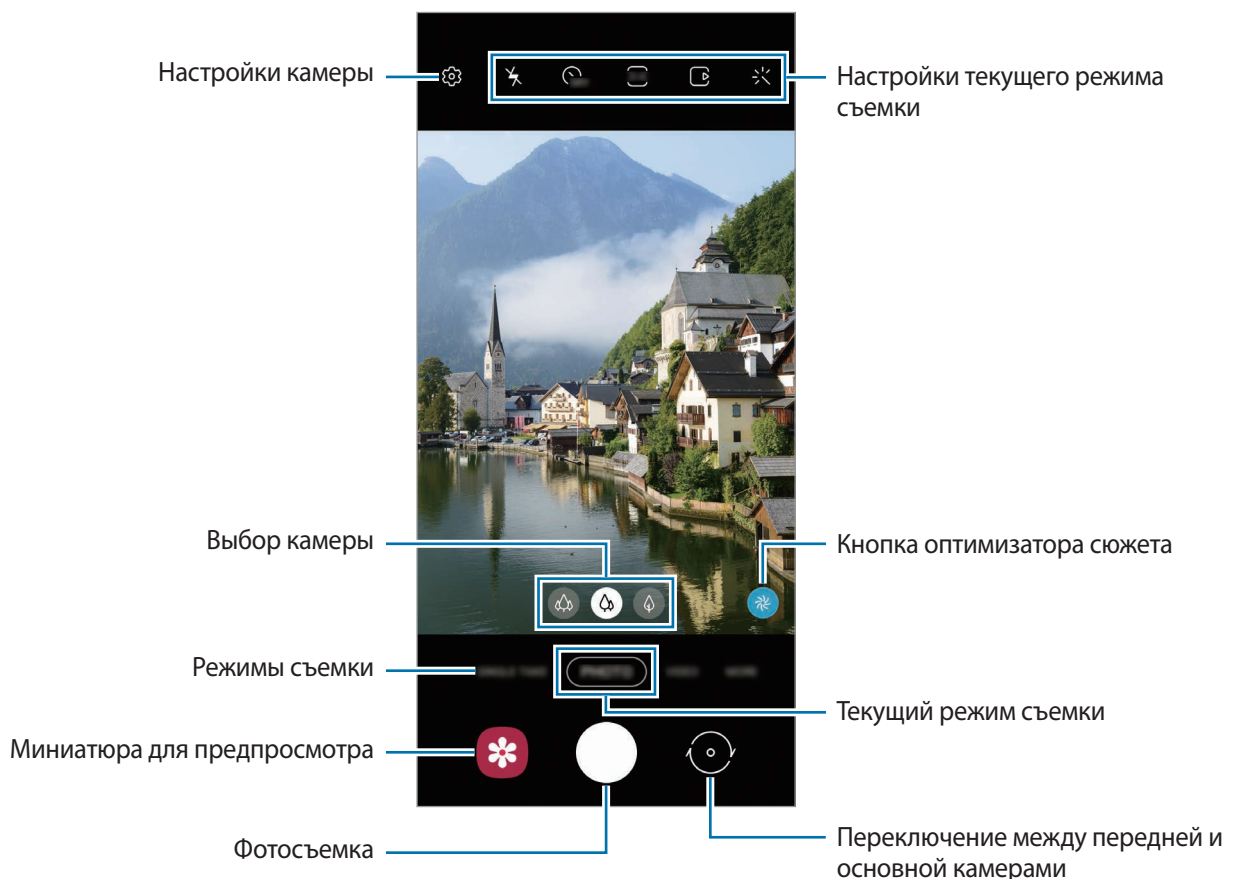 Настройки камеры
Настройки текущего режима
съемки
Выбор камеры
Кнопка оптимизатора сюжета
Режимы съемки
PHOTO
Текущий режим съемки
Миниатюра для предпросмотра
Фотосъемка
Переключение между передней и
основной камерами